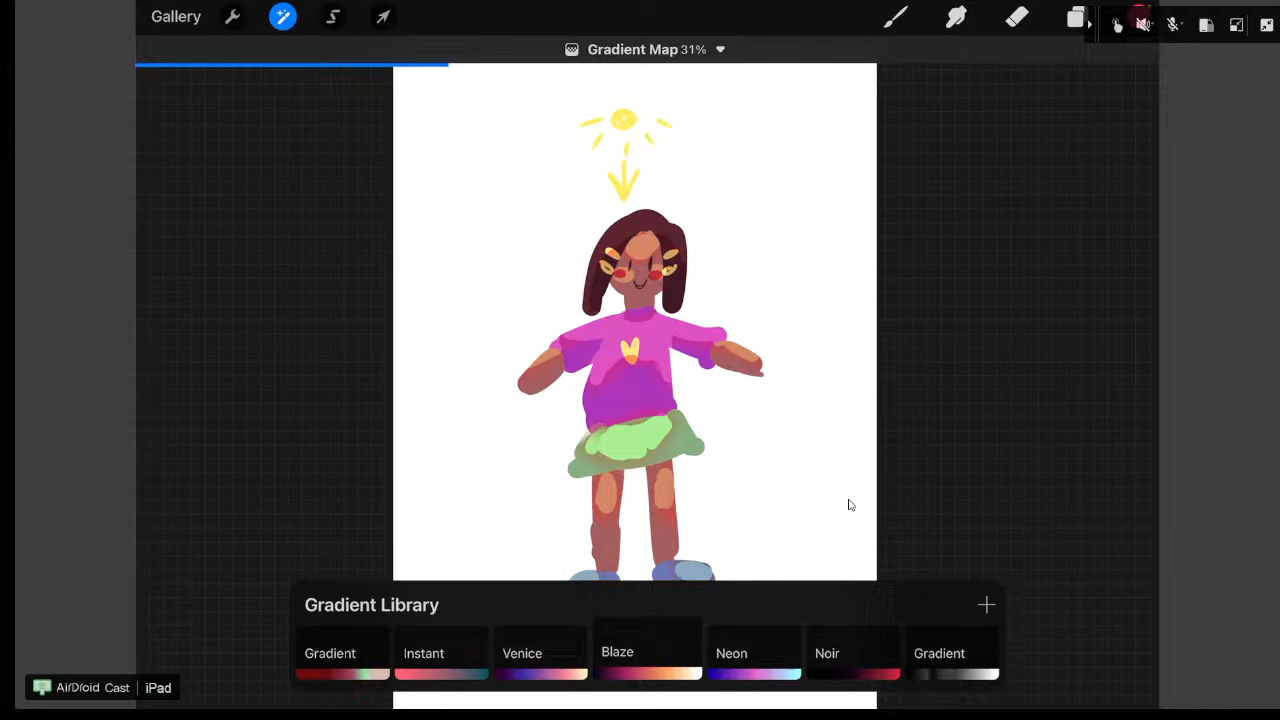 Gallery
Gradient Map 31%
Gradient Library
Gradient
Instant
Venice
Blaze
Neon
Noir
Gradient
AirDroid Cast | iPad